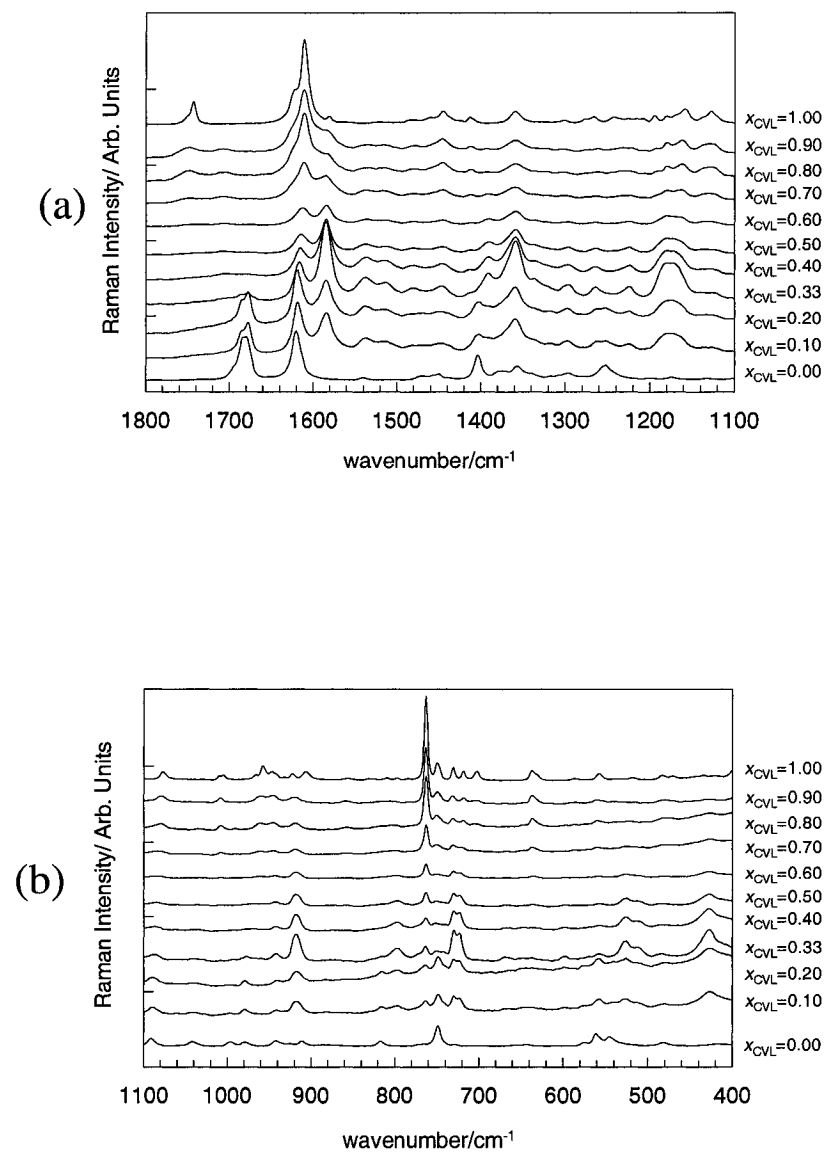 (a)
Raman Intensity/ Arb. Units
xCVL=1.00
xCVL=0.90
xCVL=0.80
xCVL=0.70
xCVL=0.60
xCVL=0.50
xCVL=0.40
xCVL=0.33
xCVL=0.20
xCVL=0.10
xCVL=0.00
1800 1700 1600 1500 1400 1300 1200 1100
wavenumber/cm-1
(b)
Raman Intensity/ Arb. Units
xCVL=1.00
xCVL=0.90
xCVL=0.80
xCVL=0.70
xCVL=0.60
xCVL=0.50
xCVL=0.40
xCVL=0.33
xCVL=0.20
xCVL=0.10
xCVL=0.00
1100 1000 900 800 700 600 500 400
wavenumber/cm-1